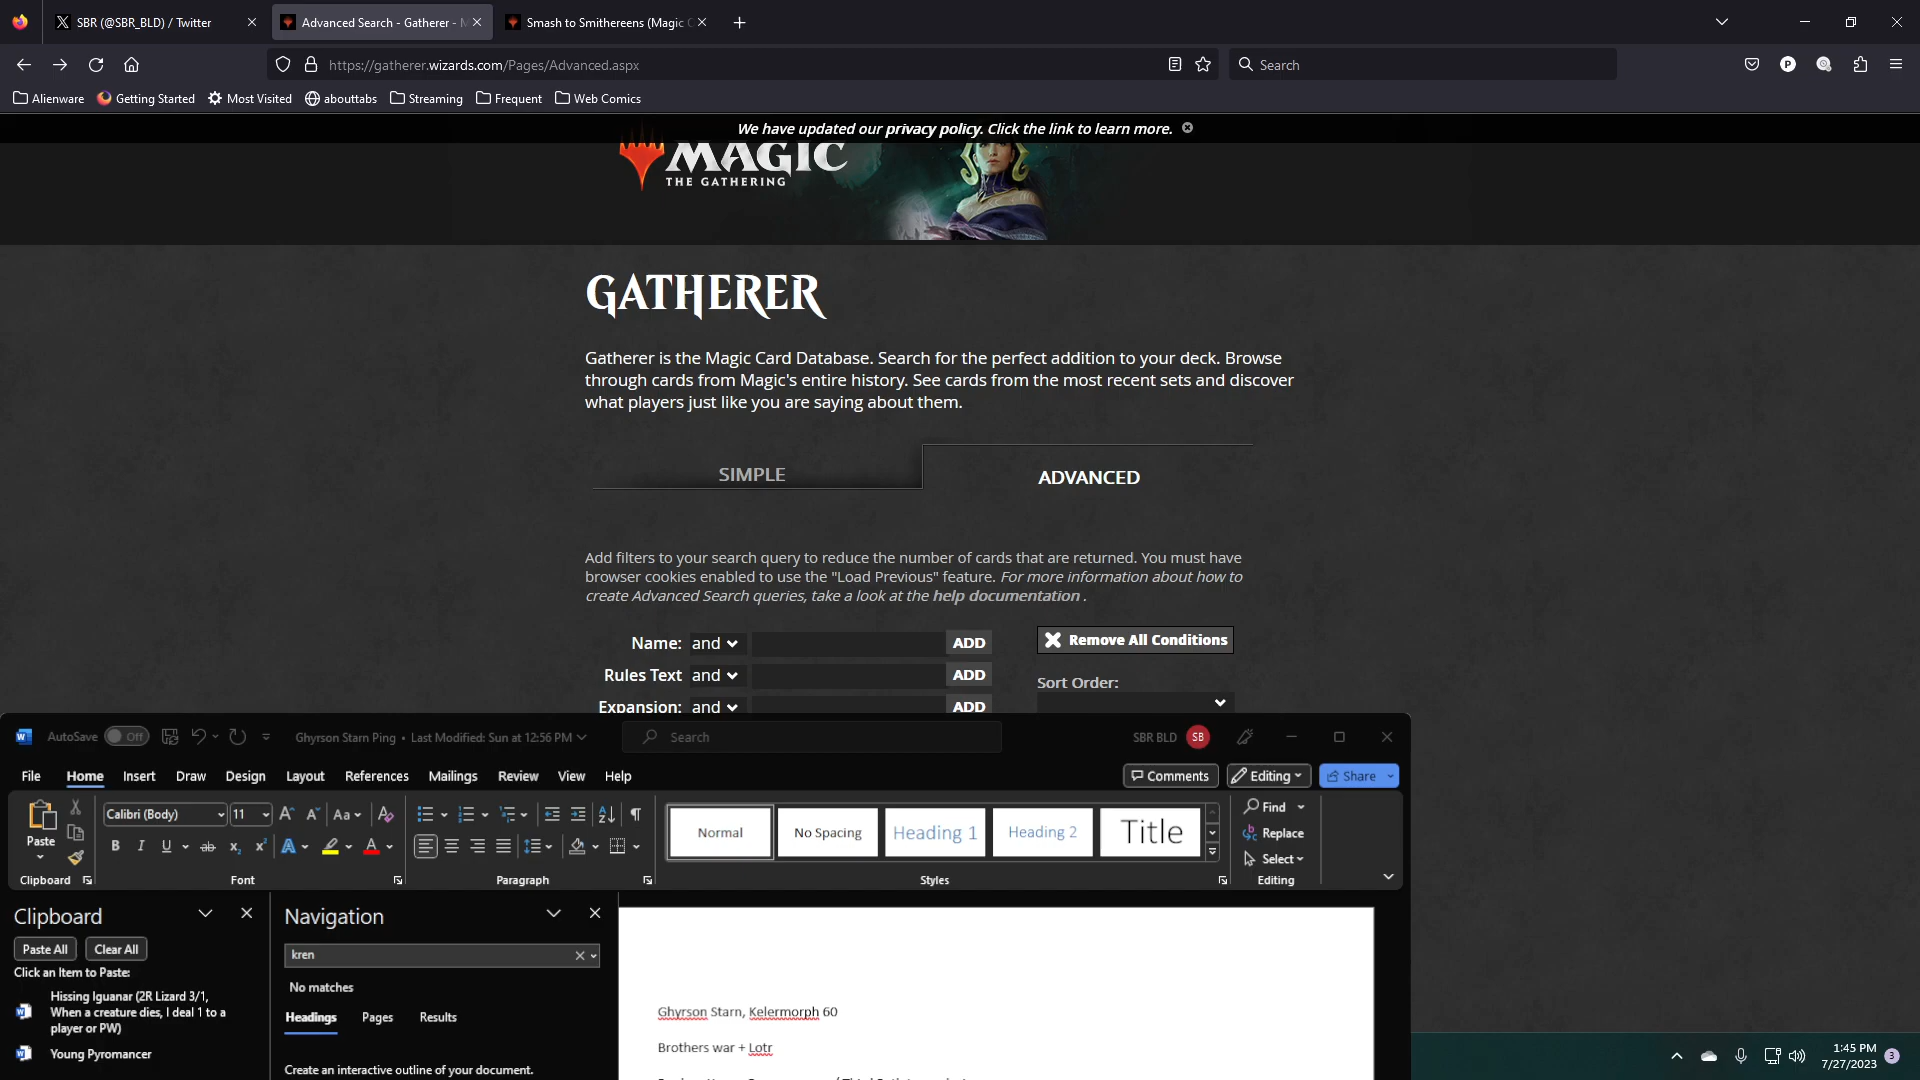 SBR (@SBR_BLD) / Twitter
Advanced Search - Gatherer - M
Smash to Smithereens (Magic C
https://gatherer.wizards.com/Pages/Advanced.aspx
Search
Alienware
Getting Started
Most Visited
abouttabs
Streaming
Frequent
Web Comics
We have updated our privacy policy. Click the link to learn more.
MAGIC
THE GATHERING
GATHERER
Gatherer is the Magic Card Database. Search for the perfect addition to your deck. Browse
through cards from Magic's entire history. See cards from the most recent sets and discover
what players just like you are saying about them.
SIMPLE
ADVANCED
Add filters to your search query to reduce the number of cards that are returned. You must have
browser cookies enabled to use the "Load Previous" feature. For more information about how to
create Advanced Search queries, take a look at the help documentation .
Name: and ADD
Remove All Conditions
Rules Text and ADD
Sort Order:
Expansion: and ADD
AutoSave Off
Ghyrson Starn Ping • Last Modified: Sun at 12:56 PM
Search
SBR BLD SB
File Home Insert Draw Design Layout References Mailings Review View Help
Comments Editing Share
Paste
Calibri (Body) 11
Normal
No Spacing
Heading 1
Heading 2
Title
Find
Replace
Select
Clipboard Font Paragraph Styles Editing
Clipboard
Paste All Clear All
Click an Item to Paste:
Hissing Iguanar (2R Lizard 3/1,
When a creature dies, I deal 1 to a
player or PW)
Young Pyromancer
Navigation
kren
No matches
Headings Pages Results
Create an interactive outline of your document.
Ghyrson Starn, Kelermorph 60
Brothers war + Lotr
1:45 PM
7/27/2023
3